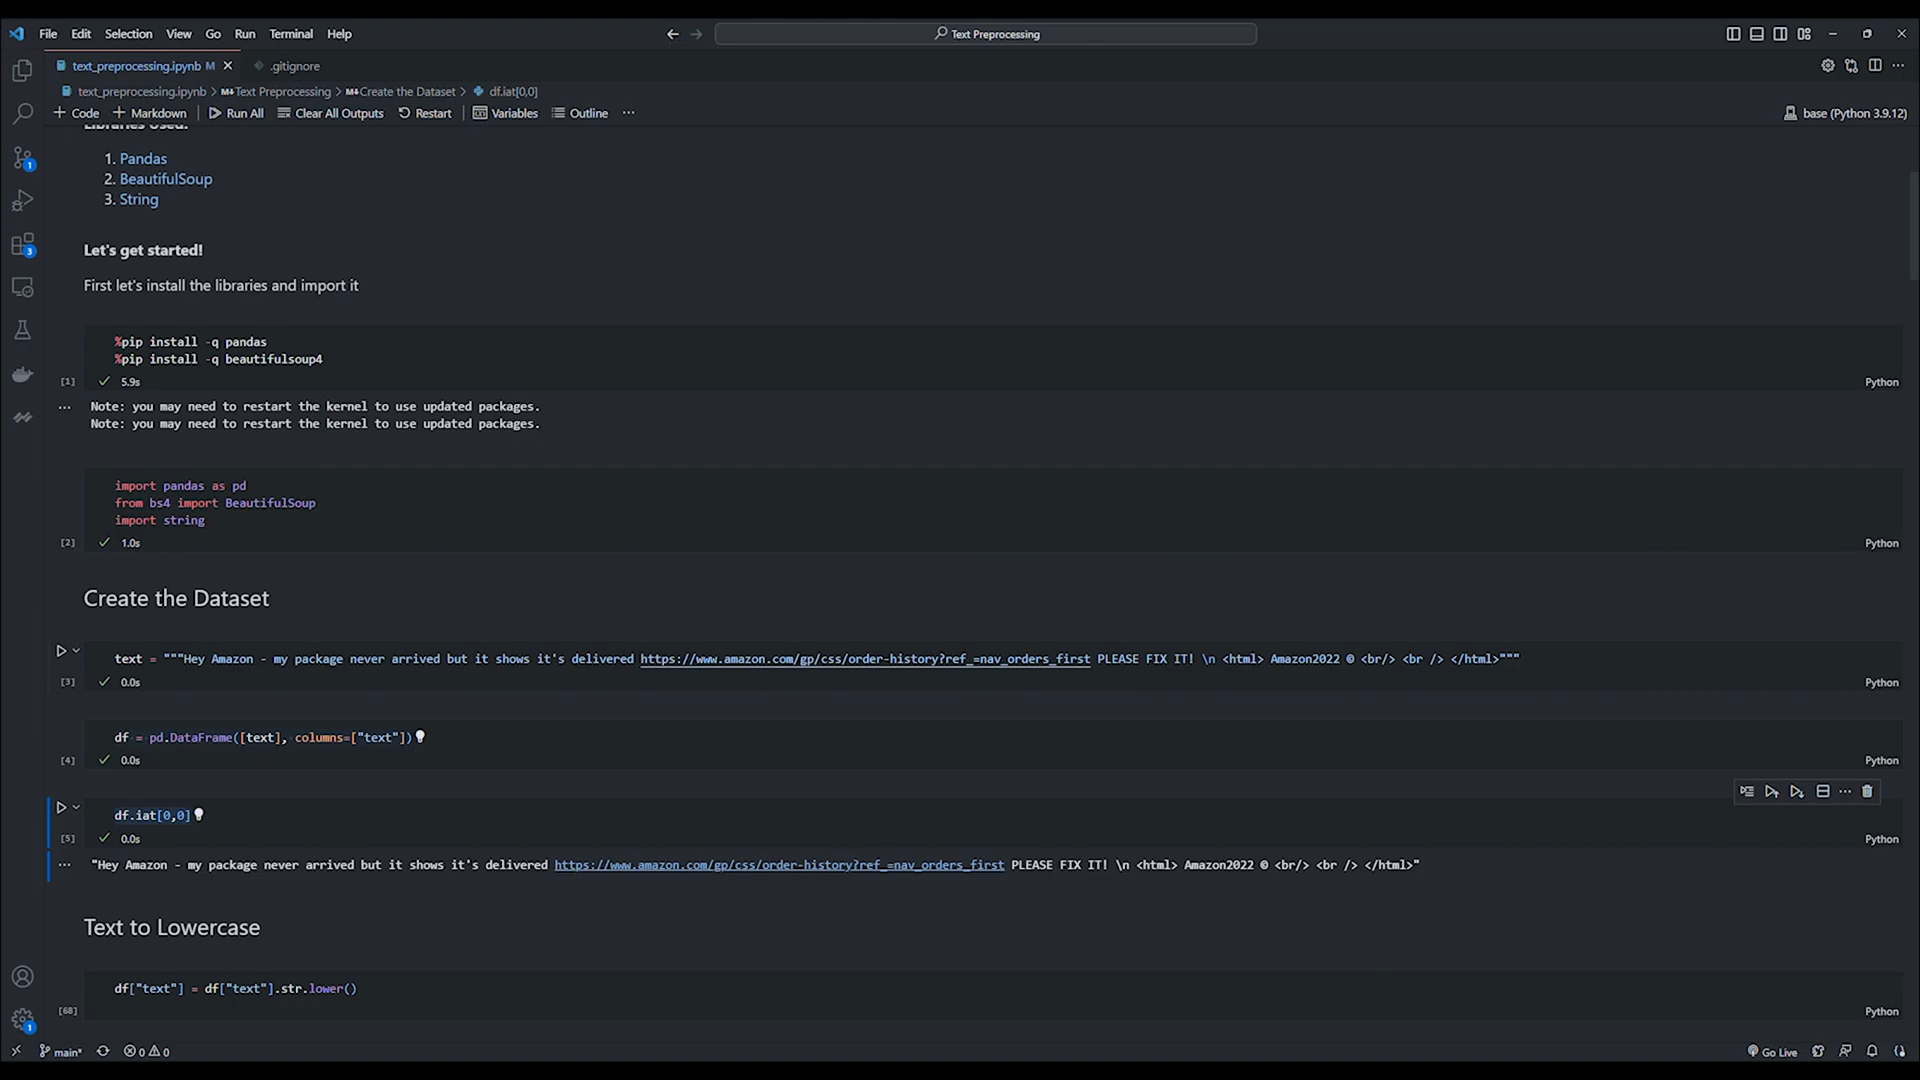 File Edit Selection View Go Run Terminal Help
Text Preprocessing
text_preprocessing.ipynb M
.gitignore
text_preprocessing.ipynb > M↓Text Preprocessing > M↓Create the Dataset > df.iat[0,0]
+ Code + Markdown | Run All Clear All Outputs Restart | Variables Outline ...
base (Python 3.9.12)
Libraries Used:
1. Pandas
2. BeautifulSoup
3. String
Let's get started!
First let's install the libraries and import it
%pip install -q pandas
%pip install -q beautifulsoup4
[1] ✓ 5.9s
Python
... Note: you may need to restart the kernel to use updated packages.
Note: you may need to restart the kernel to use updated packages.
import pandas as pd
from bs4 import BeautifulSoup
import string
[2] ✓ 1.0s
Python
Create the Dataset
text = """Hey Amazon - my package never arrived but it shows it's delivered https://www.amazon.com/gp/css/order-history?ref_=nav_orders_first PLEASE FIX IT! \n <html> Amazon2022 © <br/> <br /> </html>"""
[3] ✓ 0.0s
Python
df = pd.DataFrame([text], columns=["text"])
[4] ✓ 0.0s
Python
df.iat[0,0]
[5] ✓ 0.0s
Python
... "Hey Amazon - my package never arrived but it shows it's delivered https://www.amazon.com/gp/css/order-history?ref_=nav_orders_first PLEASE FIX IT! \n <html> Amazon2022 © <br/> <br /> </html>"
Text to Lowercase
df["text"] = df["text"].str.lower()
[68]
Python
1
3
1
main*
0
0
Go Live